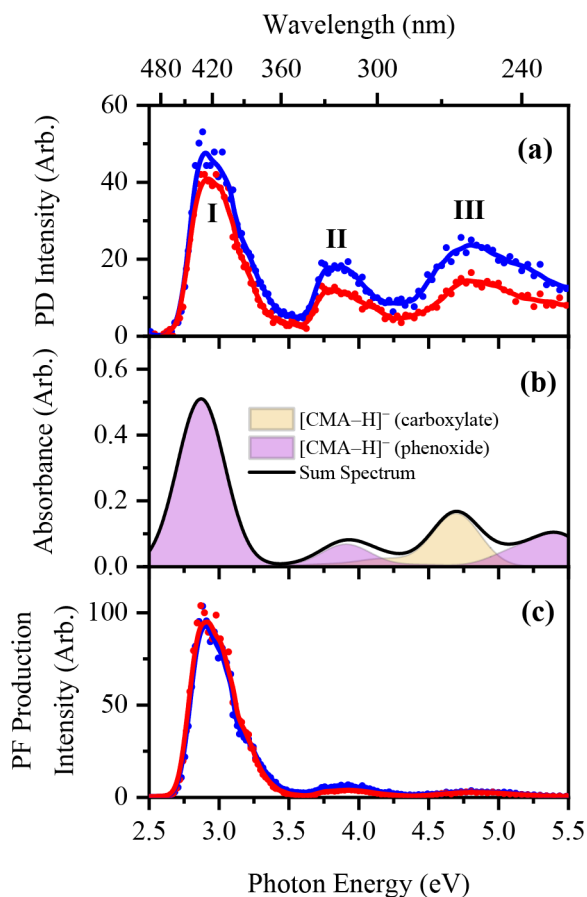 Wavelength (nm)
480 420 360 300 240
60
40
20
0
PD Intensity (Arb.)
(a)
I
II
III
0.6
0.4
0.2
0.0
Absorbance (Arb.)
(b)
[CMA–H]⁻ (carboxylate)
[CMA–H]⁻ (phenoxide)
Sum Spectrum
100
50
0
PF Production
Intensity (Arb.)
(c)
2.5 3.0 3.5 4.0 4.5 5.0 5.5
Photon Energy (eV)